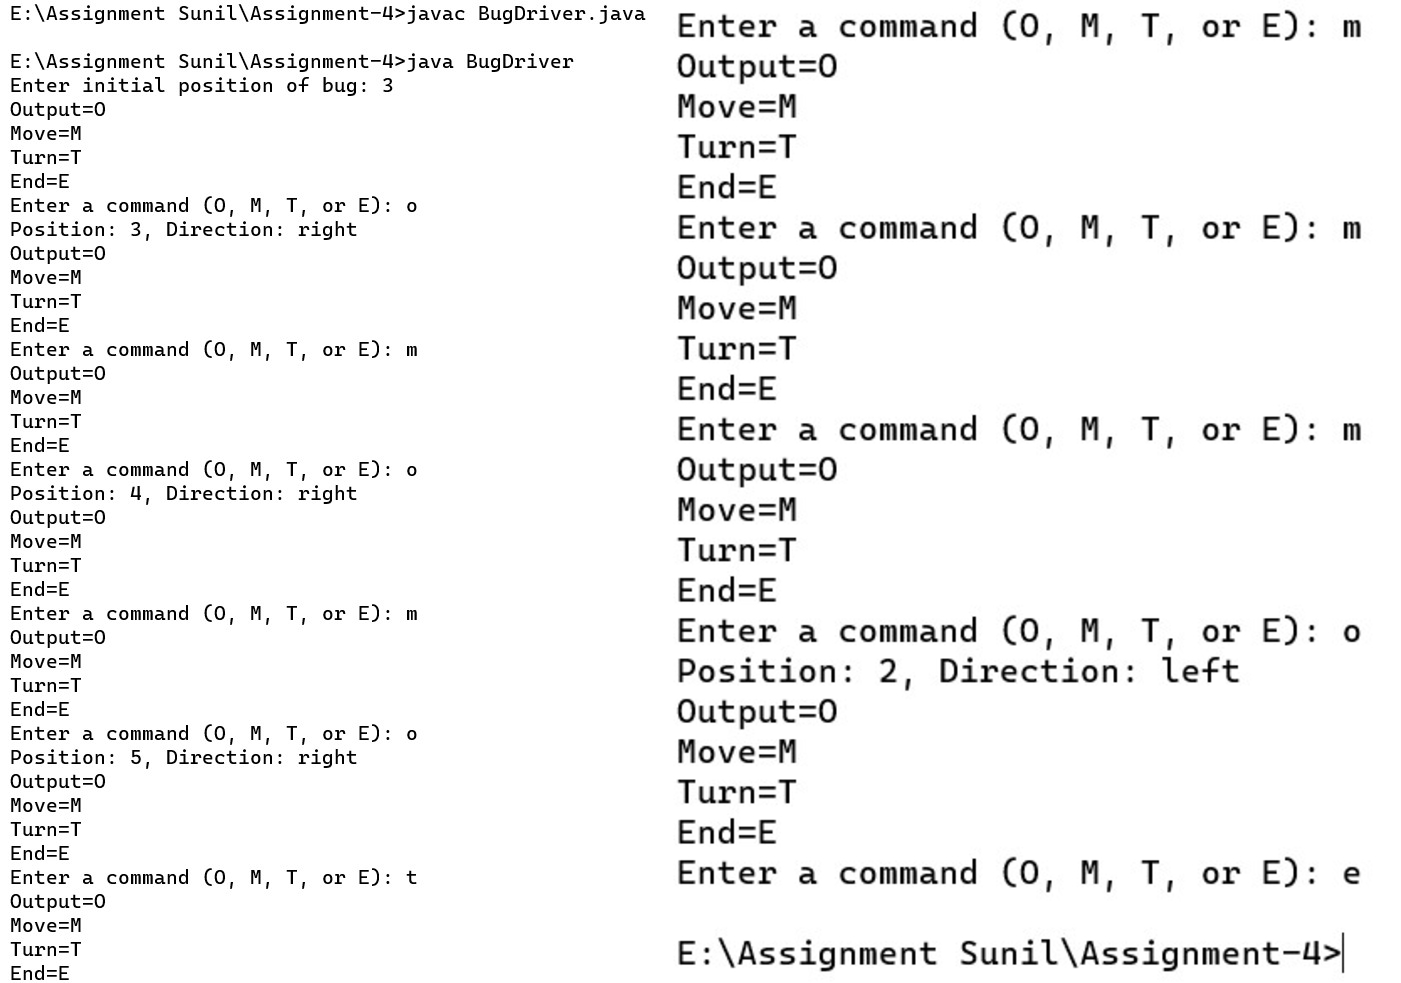 E:\Assignment Sunil\Assignment-4>javac BugDriver.java
E:\Assignment Sunil\Assignment-4>java BugDriver
Enter initial position of bug: 3
Output=O
Move=M
Turn=T
End=E
Enter a command (O, M, T, or E): o
Position: 3, Direction: right
Output=O
Move=M
Turn=T
End=E
Enter a command (O, M, T, or E): m
Output=O
Move=M
Turn=T
End=E
Enter a command (O, M, T, or E): o
Position: 4, Direction: right
Output=O
Move=M
Turn=T
End=E
Enter a command (O, M, T, or E): m
Output=O
Move=M
Turn=T
End=E
Enter a command (O, M, T, or E): o
Position: 5, Direction: right
Output=O
Move=M
Turn=T
End=E
Enter a command (O, M, T, or E): t
Output=O
Move=M
Turn=T
End=E
Enter a command (O, M, T, or E): m
Output=O
Move=M
Turn=T
End=E
Enter a command (O, M, T, or E): m
Output=O
Move=M
Turn=T
End=E
Enter a command (O, M, T, or E): m
Output=O
Move=M
Turn=T
End=E
Enter a command (O, M, T, or E): o
Position: 2, Direction: left
Output=O
Move=M
Turn=T
End=E
Enter a command (O, M, T, or E): e
E:\Assignment Sunil\Assignment-4>